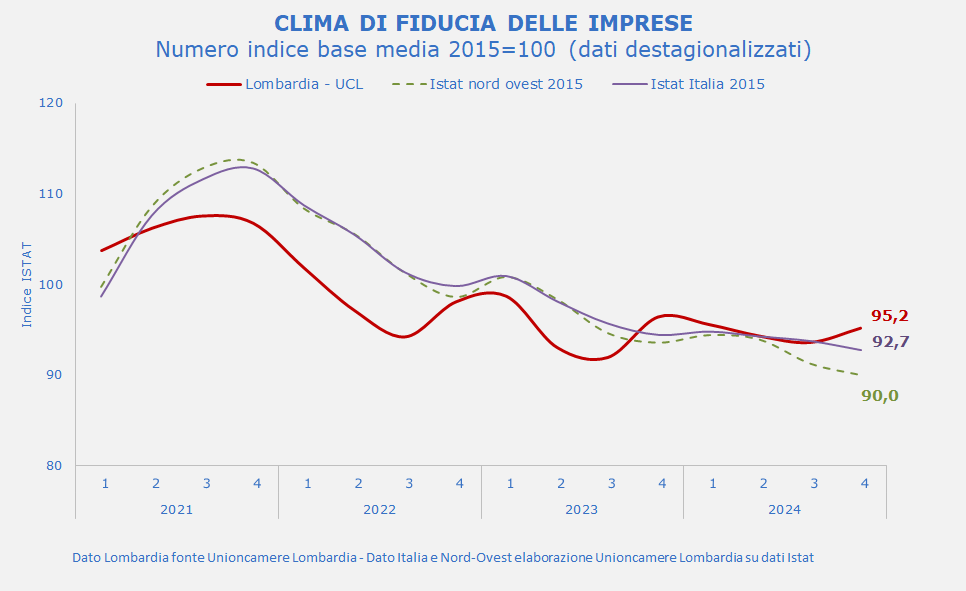 CLIMA DI FIDUCIA DELLE IMPRESE
Numero indice base media 2015=100 (dati destagionalizzati)
Lombardia - UCL Istat nord ovest 2015 Istat Italia 2015
120
110
100
90
80
Indice ISTAT
95,2
92,7
90,0
1 2 3 4 1 2 3 4 1 2 3 4 1 2 3 4
2021 2022 2023 2024
Dato Lombardia fonte Unioncamere Lombardia - Dato Italia e Nord-Ovest elaborazione Unioncamere Lombardia su dati Istat